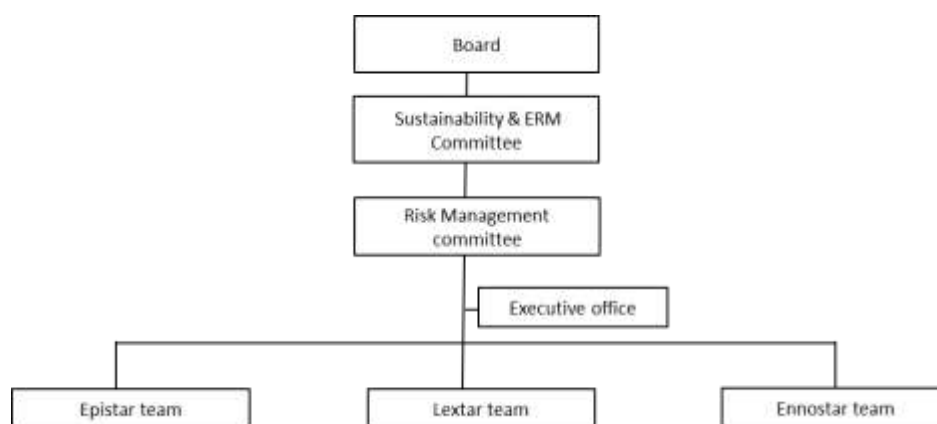 Board
Sustainability & ERM
Committee
Risk Management
committee
Executive office
Epistar team
Lextar team
Ennostar team